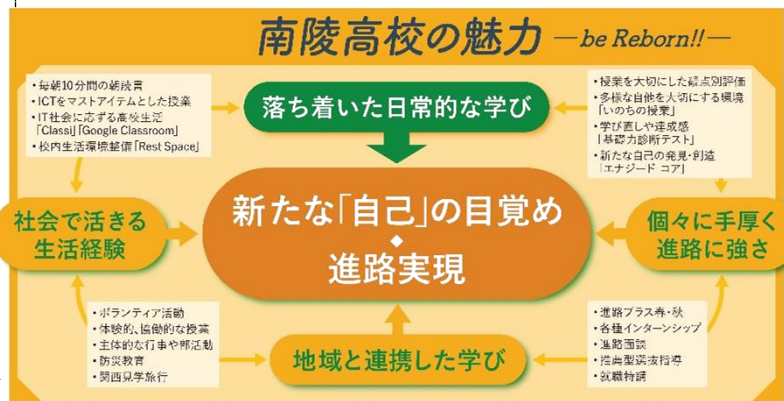 南陵高校の魅力 —be Reborn!!—
・毎朝10分間の朝読書
・ICTをマストアイテムとした授業
・IT社会に応ずる高校生活
「Classi」「Google Classroom」
・校内生活環境整備「Rest Space」
落ち着いた日常的な学び
・授業を大切にした観点別評価
・多様な自他を大切にする環境
「いのちの授業」
・学び直しや達成感
「基礎力診断テスト」
・新たな自己の発見・創造
「エナジード コア」
社会で活きる
生活経験
新たな「自己」の目覚め
◆
進路実現
個々に手厚く
進路に強さ
・ボランティア活動
・体験的、協働的な授業
・主体的な行事や部活動
・防災教育
・関西見学旅行
地域と連携した学び
・進路プラス春・秋
・各種インターンシップ
・進路面談
・推薦型選抜指導
・就職特講